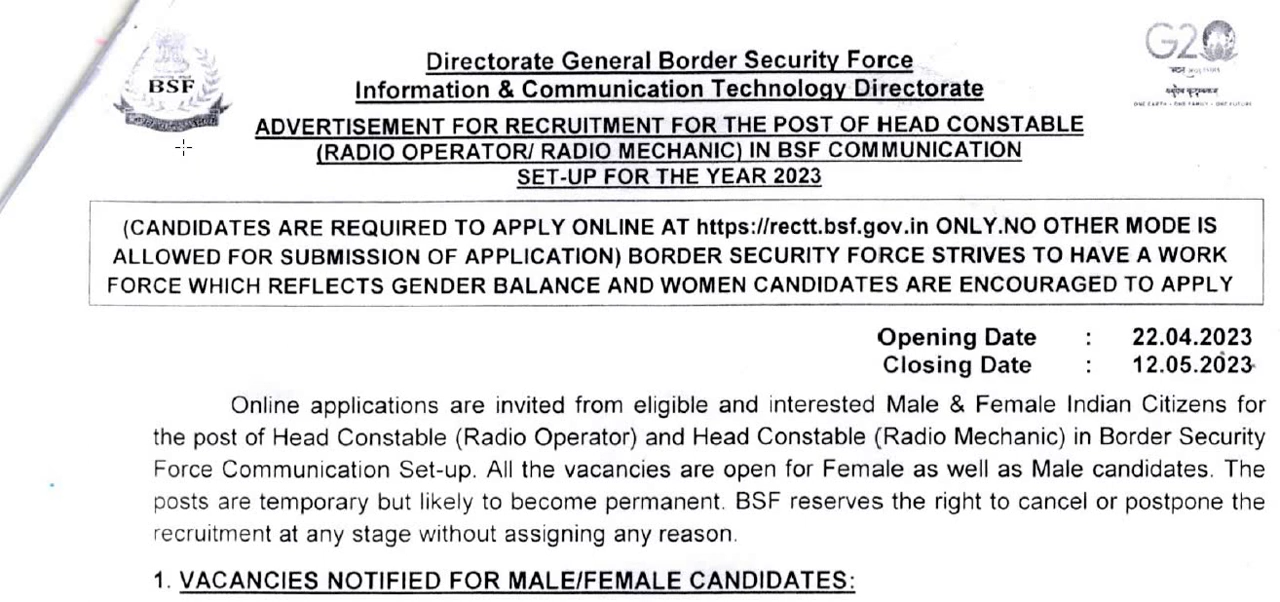 BSF
G20
ONE EARTH • ONE FAMILY • ONE FUTURE
Directorate General Border Security Force
Information & Communication Technology Directorate
ADVERTISEMENT FOR RECRUITMENT FOR THE POST OF HEAD CONSTABLE
(RADIO OPERATOR/ RADIO MECHANIC) IN BSF COMMUNICATION
SET-UP FOR THE YEAR 2023
(CANDIDATES ARE REQUIRED TO APPLY ONLINE AT https://rectt.bsf.gov.in ONLY.NO OTHER MODE IS
ALLOWED FOR SUBMISSION OF APPLICATION) BORDER SECURITY FORCE STRIVES TO HAVE A WORK
FORCE WHICH REFLECTS GENDER BALANCE AND WOMEN CANDIDATES ARE ENCOURAGED TO APPLY
Opening Date : 22.04.2023
Closing Date : 12.05.2023
Online applications are invited from eligible and interested Male & Female Indian Citizens for
the post of Head Constable (Radio Operator) and Head Constable (Radio Mechanic) in Border Security
Force Communication Set-up. All the vacancies are open for Female as well as Male candidates. The
posts are temporary but likely to become permanent. BSF reserves the right to cancel or postpone the
recruitment at any stage without assigning any reason.
1. VACANCIES NOTIFIED FOR MALE/FEMALE CANDIDATES: